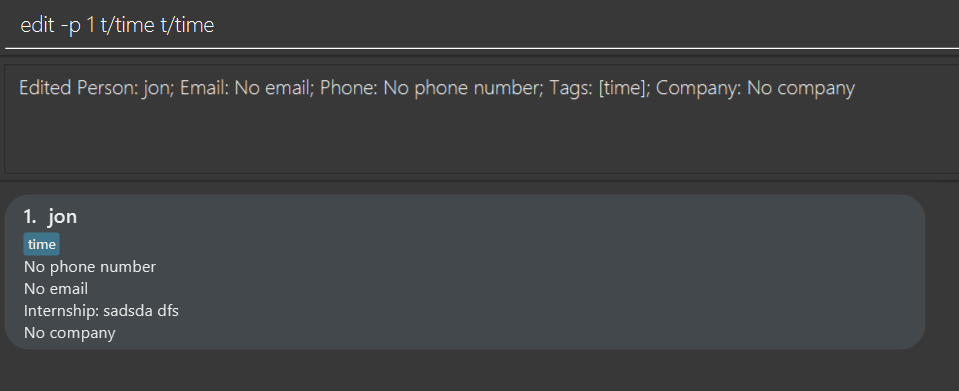 edit -p 1 t/time t/time
Edited Person: jon; Email: No email; Phone: No phone number; Tags: [time]; Company: No company
1. jon
time
No phone number
No email
Internship: sadsda dfs
No company